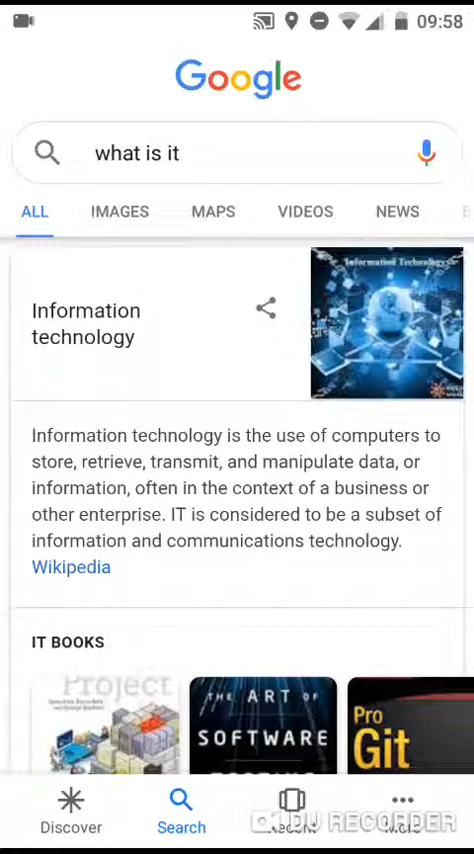 09:58
Google
what is it
ALL IMAGES MAPS VIDEOS NEWS
Information Technology
Information
technology
Information technology is the use of computers to
store, retrieve, transmit, and manipulate data, or
information, often in the context of a business or
other enterprise. IT is considered to be a subset of
information and communications technology.
Wikipedia
IT BOOKS
Project
THE ART OF
SOFTWARE
Pro
Git
Discover Search Recent More
DU RECORDER